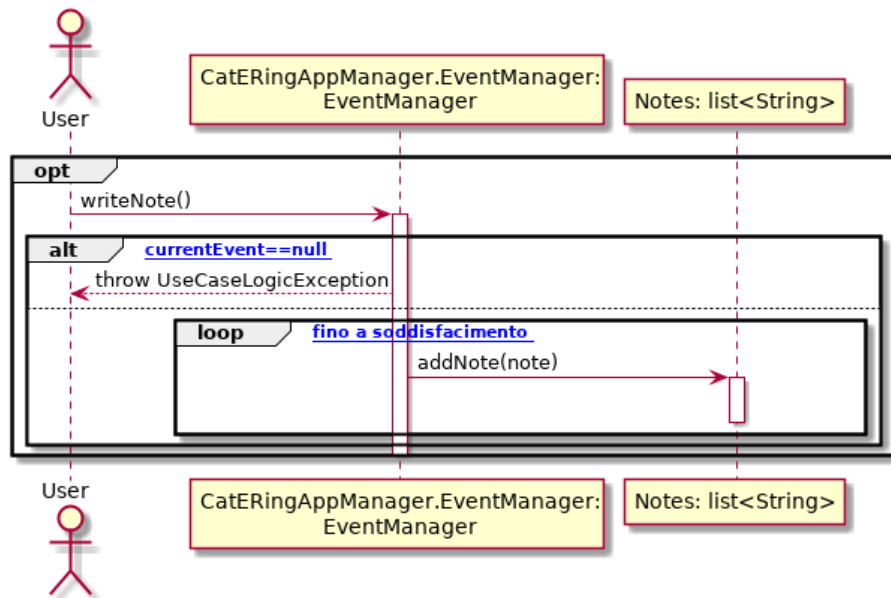 User
CatERingAppManager.EventManager:
EventManager
Notes: list<String>
opt
writeNote()
alt
currentEvent==null
throw UseCaseLogicException
loop
fino a soddisfacimento
addNote(note)
User
CatERingAppManager.EventManager:
EventManager
Notes: list<String>